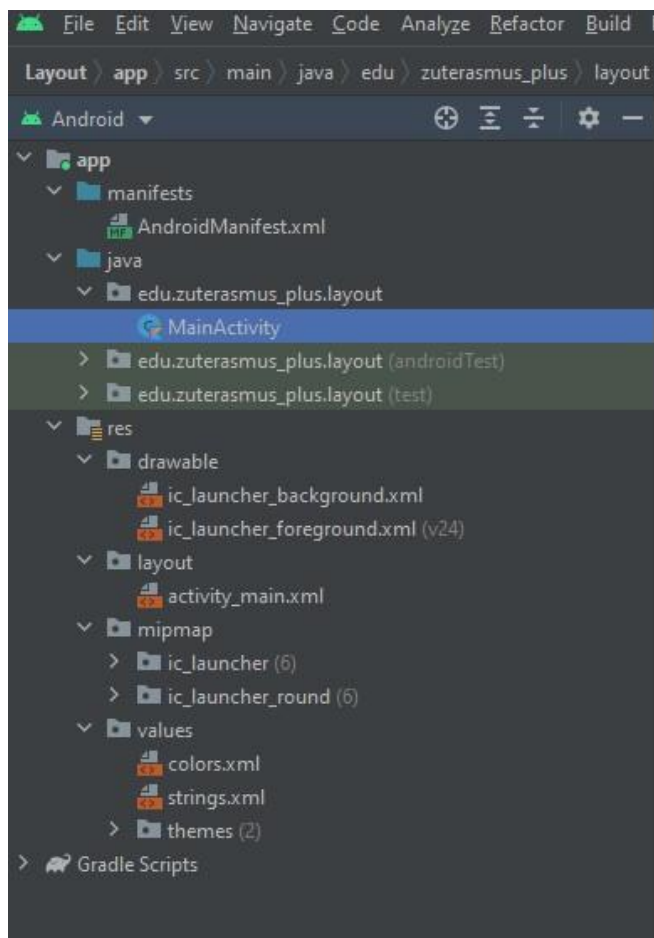 File Edit View Navigate Code Analyze Refactor Build
Layout app src main java edu zuterasmus_plus layout
Android
app
manifests
MF AndroidManifest.xml
java
edu.zuterasmus_plus.layout
C MainActivity
edu.zuterasmus_plus.layout (androidTest)
edu.zuterasmus_plus.layout (test)
res
drawable
ic_launcher_background.xml
ic_launcher_foreground.xml (v24)
layout
activity_main.xml
mipmap
ic_launcher (6)
ic_launcher_round (6)
values
colors.xml
strings.xml
themes (2)
Gradle Scripts